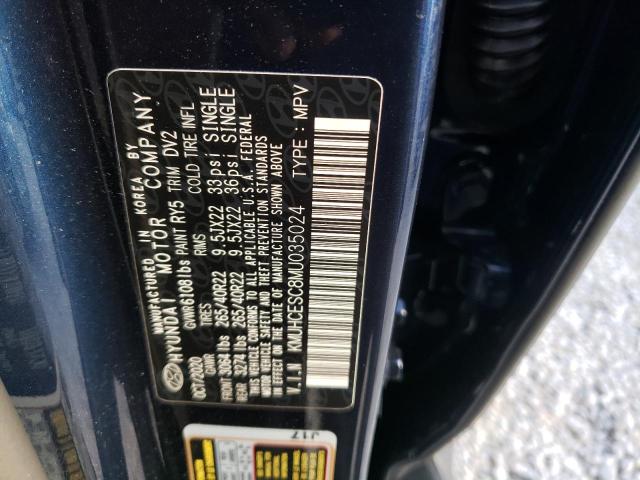 MANUFACTURED IN KOREA BY
HYUNDAI MOTOR COMPANY
OCT/2020 GVWR 6108 lbs PAINT RY5 TRIM DV2
GAWR TIRES RIMS COLD TIRE INFL
FRONT 3084 lbs 265/40R22 9.5JX22 33psi SINGLE
REAR 3274 lbs 265/40R22 9.5JX22 36psi SINGLE
THIS VEHICLE CONFORMS TO ALL APPLICABLE U.S.A. FEDERAL
MOTOR VEHICLE SAFETY AND THEFT PREVENTION STANDARDS
IN EFFECT ON THE DATE OF MANUFACTURE SHOWN ABOVE
V.I.N KMUHCESC8MU035024 TYPE : MPV
J17